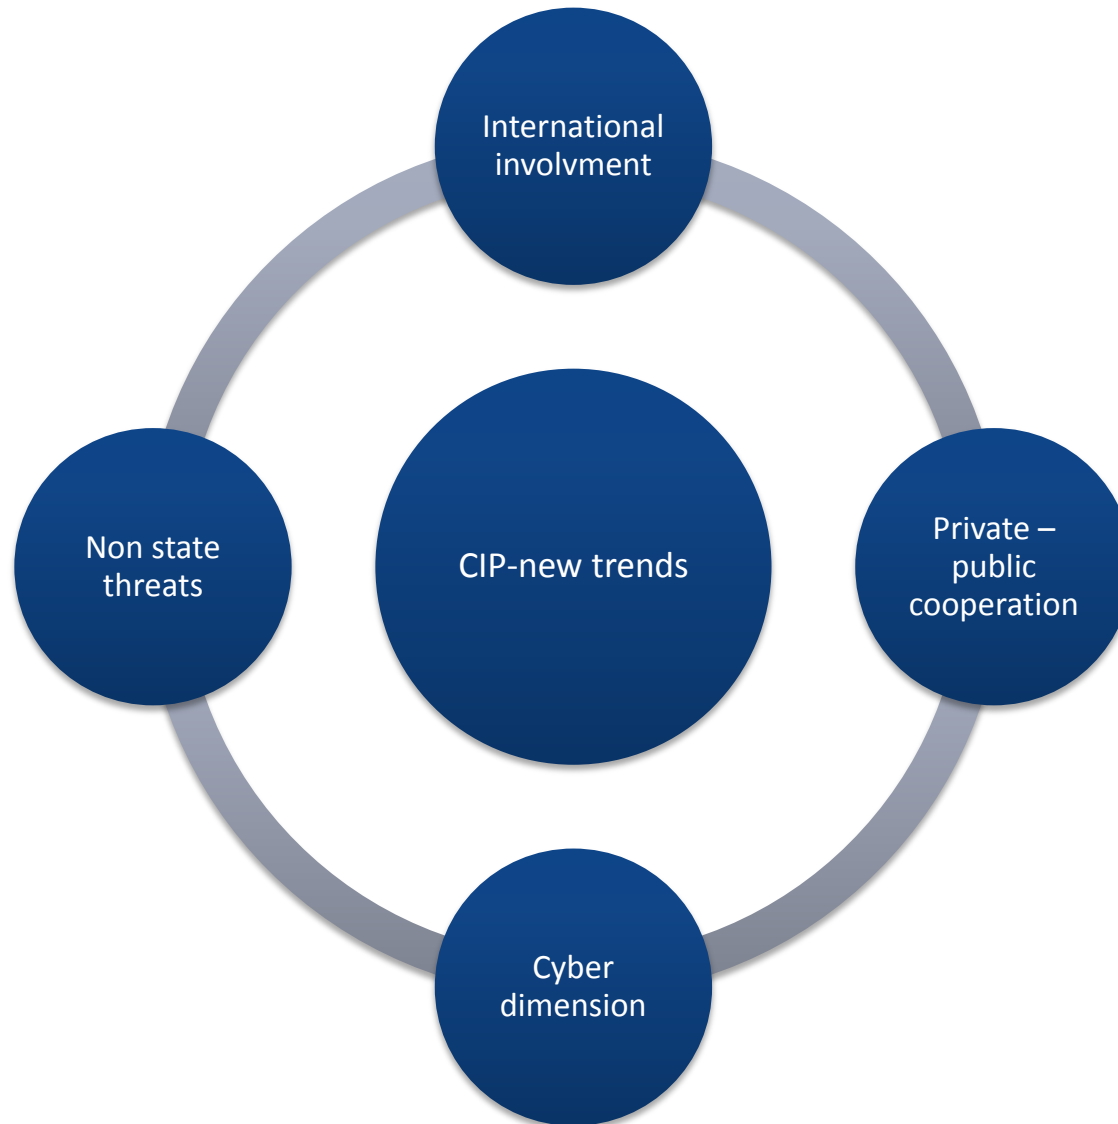 International
involvment
Non state
threats
CIP-new trends
Private –
public
cooperation
Cyber
dimension